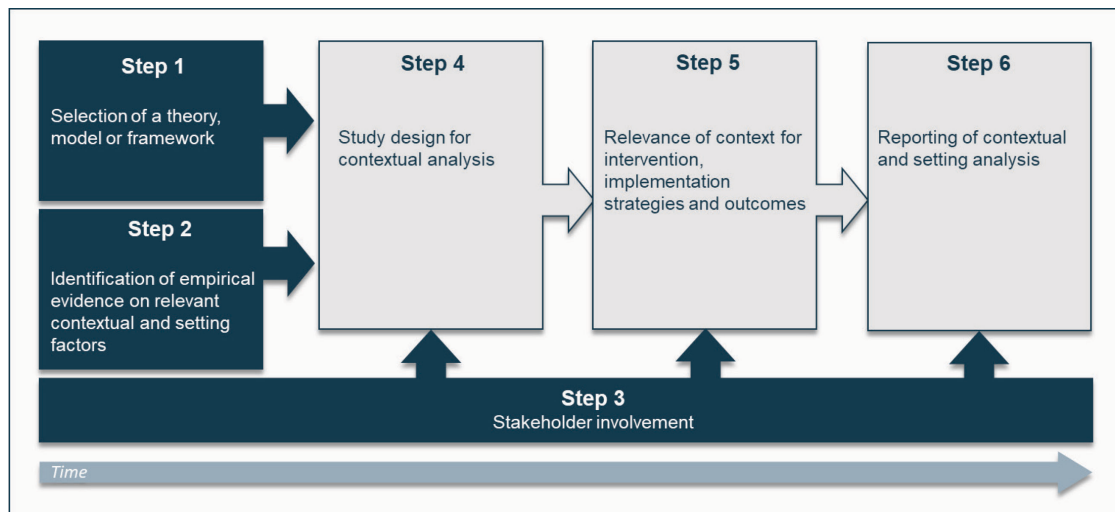 Step 1
Selection of a theory,
model or framework
Step 2
Identification of empirical
evidence on relevant
contextual and setting
factors
Step 4
Study design for
contextual analysis
Step 5
Relevance of context for
intervention,
implementation
strategies and outcomes
Step 6
Reporting of contextual
and setting analysis
Step 3
Stakeholder involvement
Time